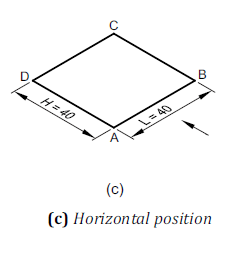 C
D
B
H = 40
L = 40
A
(c)
(c) Horizontal position